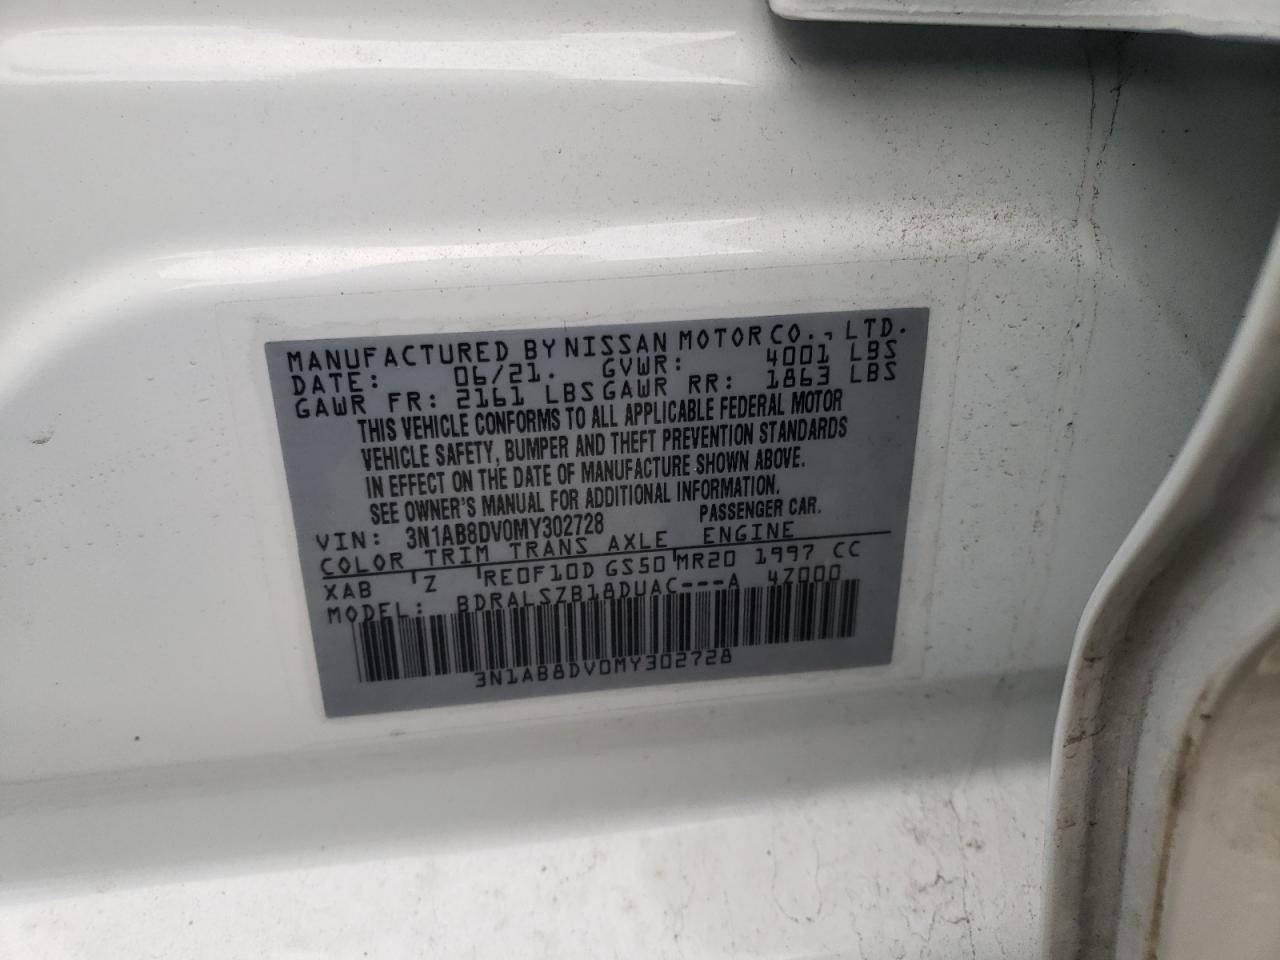 MANUFACTURED BY NISSAN MOTOR CO., LTD.
DATE: 06/21. GVWR: 4001 LBS
GAWR FR: 2161 LBS GAWR RR: 1863 LBS
THIS VEHICLE CONFORMS TO ALL APPLICABLE FEDERAL MOTOR
VEHICLE SAFETY, BUMPER AND THEFT PREVENTION STANDARDS
IN EFFECT ON THE DATE OF MANUFACTURE SHOWN ABOVE.
SEE OWNER'S MANUAL FOR ADDITIONAL INFORMATION.
VIN: 3N1AB8DV0MY302728 PASSENGER CAR.
COLOR TRIM TRANS AXLE ENGINE
XAB Z RE0F10D GS50 MR20 1997 CC
MODEL: BDRALSZB18DUAC---A 4Z000
3N1AB8DV0MY302728